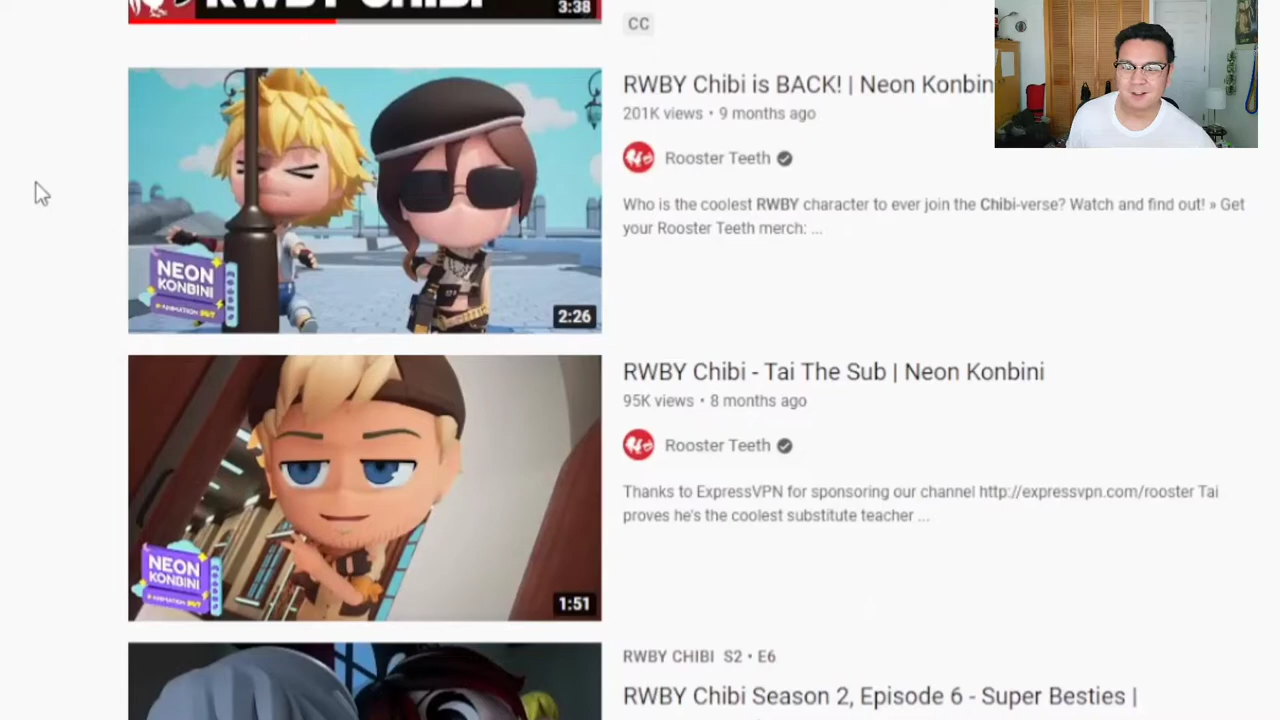 RWBY CHIBI
3:38
CC
RWBY Chibi is BACK! | Neon Konbin
201K views • 9 months ago
Rooster Teeth
Who is the coolest RWBY character to ever join the Chibi-verse? Watch and find out! » Get
your Rooster Teeth merch: ...
NEON
KONBINI
2:26
RWBY Chibi - Tai The Sub | Neon Konbini
95K views • 8 months ago
Rooster Teeth
Thanks to ExpressVPN for sponsoring our channel http://expressvpn.com/rooster Tai
proves he's the coolest substitute teacher ...
NEON
KONBINI
1:51
RWBY CHIBI S2 • E6
RWBY Chibi Season 2, Episode 6 - Super Besties |